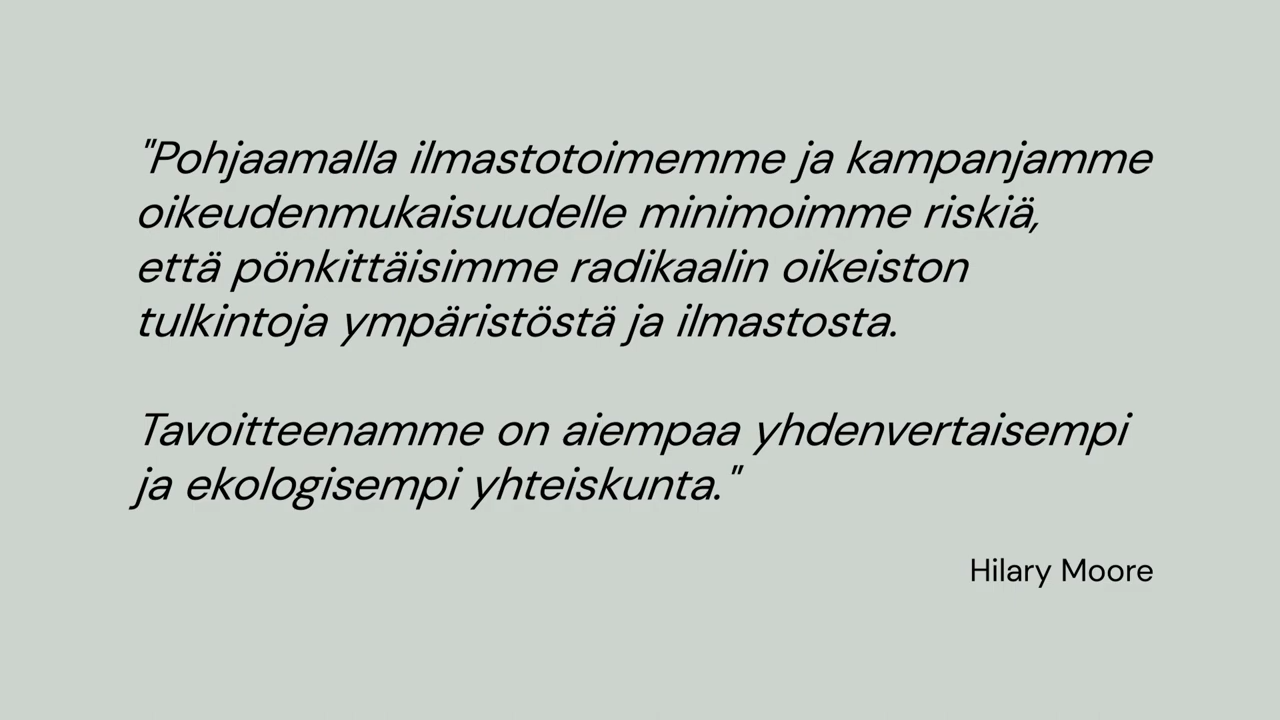 "Pohjaamalla ilmastotoimemme ja kampanjamme
oikeudenmukaisuudelle minimoimme riskiä,
että pönkittäisimme radikaalin oikeiston
tulkintoja ympäristöstä ja ilmastosta.
Tavoitteenamme on aiempaa yhdenvertaisempi
ja ekologisempi yhteiskunta."
Hilary Moore